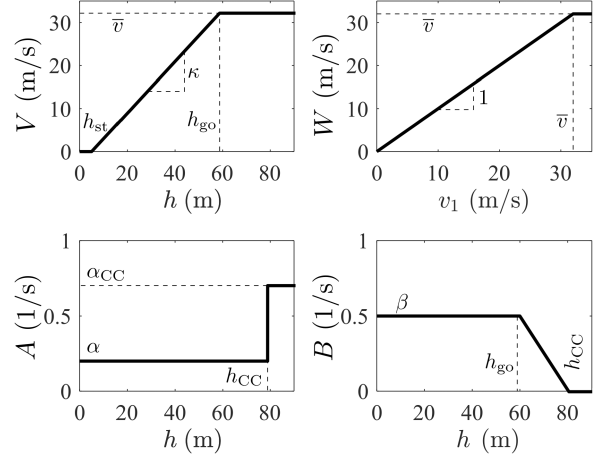 V (m/s)
30
20
10
0
v̅
κ
h_st
h_go
0 20 40 60 80
h (m)
W (m/s)
30
20
10
0
v̅
1
v̅
0 10 20 30
v₁ (m/s)
A (1/s)
1
0.5
0
α_CC
α
h_CC
0 20 40 60 80
h (m)
B (1/s)
1
0.5
0
β
h_go
h_CC
0 20 40 60 80
h (m)